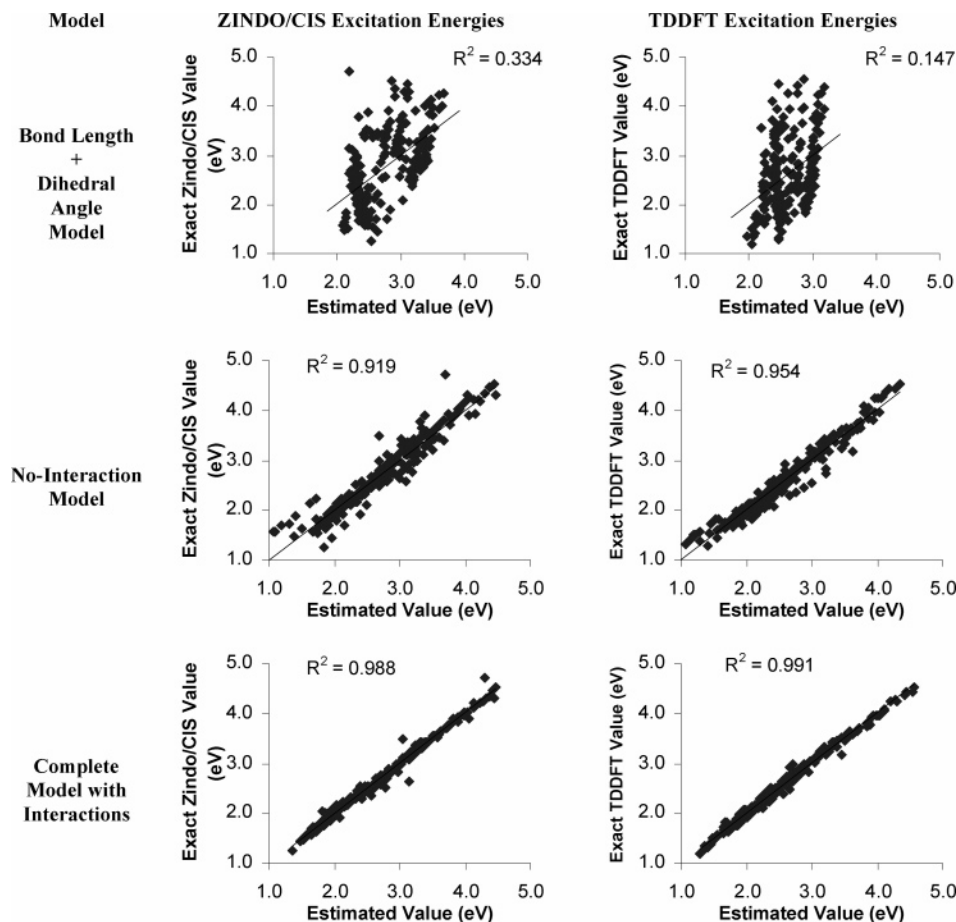 Model
ZINDO/CIS Excitation Energies
TDDFT Excitation Energies
Bond Length
+
Dihedral
Angle
Model
R² = 0.334
Exact Zindo/CIS Value
(eV)
5.0
4.0
3.0
2.0
1.0
1.0 2.0 3.0 4.0 5.0
Estimated Value (eV)
R² = 0.147
Exact TDDFT Value (eV)
5.0
4.0
3.0
2.0
1.0
1.0 2.0 3.0 4.0 5.0
Estimated Value (eV)
No-Interaction
Model
R² = 0.919
Exact Zindo/CIS Value
(eV)
5.0
4.0
3.0
2.0
1.0
1.0 2.0 3.0 4.0 5.0
Estimated Value (eV)
R² = 0.954
Exact TDDFT Value (eV)
5.0
4.0
3.0
2.0
1.0
1.0 2.0 3.0 4.0 5.0
Estimated Value (eV)
Complete
Model with
Interactions
R² = 0.988
Exact Zindo/CIS Value
(eV)
5.0
4.0
3.0
2.0
1.0
1.0 2.0 3.0 4.0 5.0
Estimated Value (eV)
R² = 0.991
Exact TDDFT Value (eV)
5.0
4.0
3.0
2.0
1.0
1.0 2.0 3.0 4.0 5.0
Estimated Value (eV)